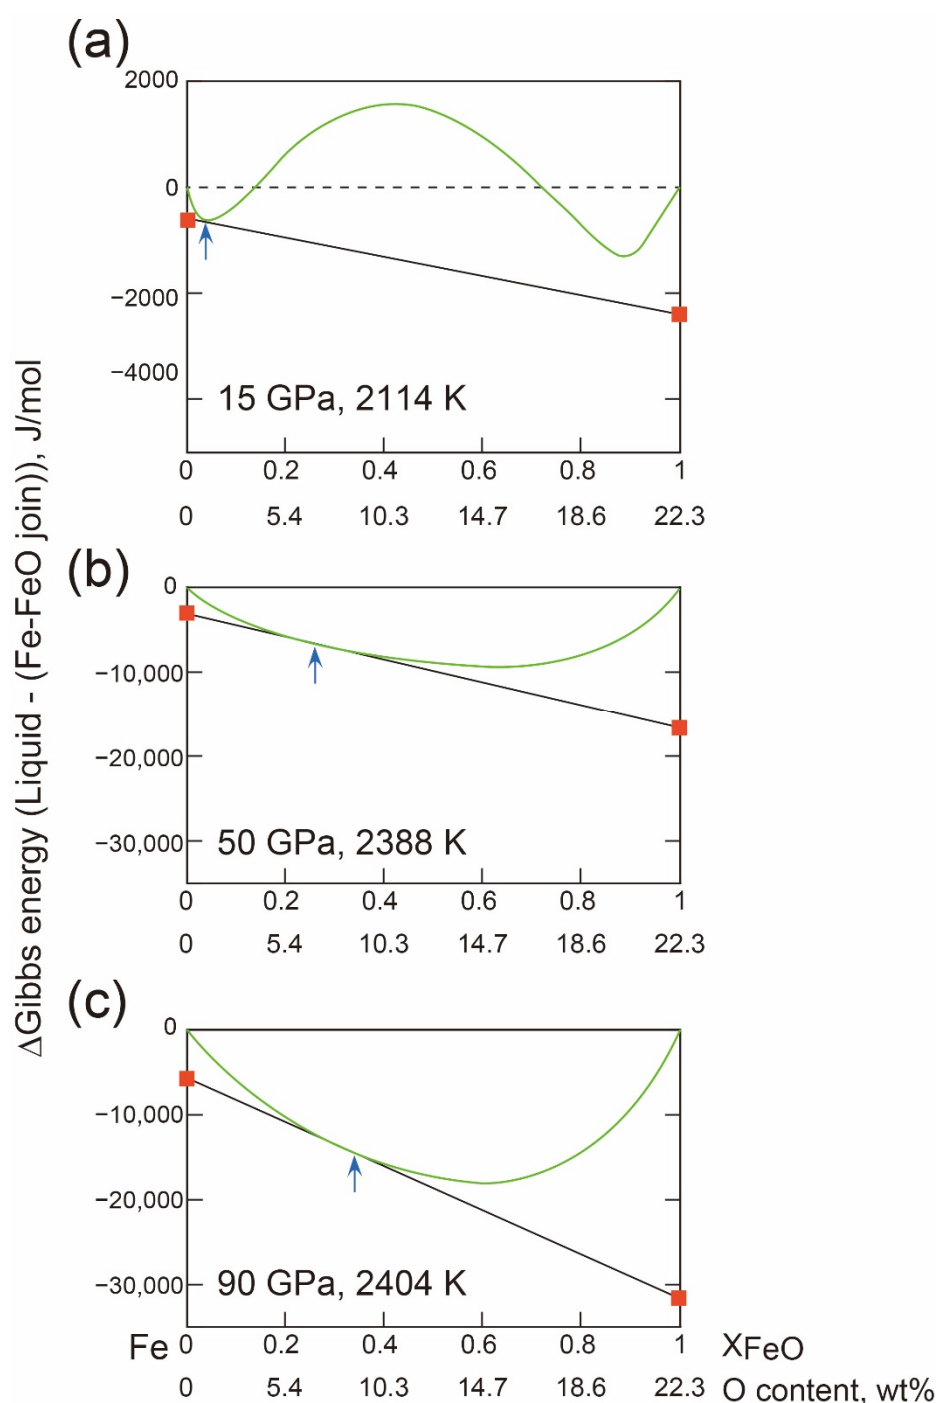 (a)
2000
0
−2000
−4000
15 GPa, 2114 K
0 0.2 0.4 0.6 0.8 1
0 5.4 10.3 14.7 18.6 22.3
(b)
0
−10,000
−20,000
−30,000
50 GPa, 2388 K
0 0.2 0.4 0.6 0.8 1
0 5.4 10.3 14.7 18.6 22.3
(c)
0
−10,000
−20,000
−30,000
90 GPa, 2404 K
Fe 0 0.2 0.4 0.6 0.8 1 XFeO
0 5.4 10.3 14.7 18.6 22.3 O content, wt%
ΔGibbs energy (Liquid - (Fe-FeO join)), J/mol